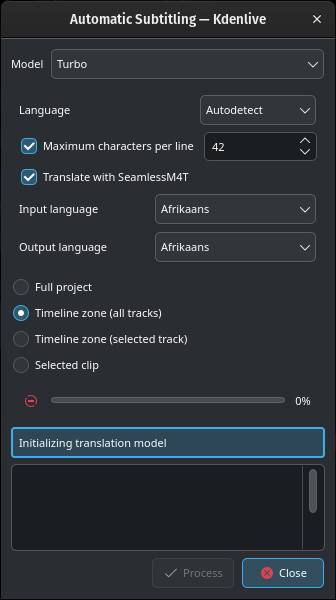 Automatic Subtitling — Kdenlive
Model Turbo
Language Autodetect
Maximum characters per line 42
Translate with SeamlessM4T
Input language Afrikaans
Output language Afrikaans
Full project
Timeline zone (all tracks)
Timeline zone (selected track)
Selected clip
0%
Initializing translation model
Process Close